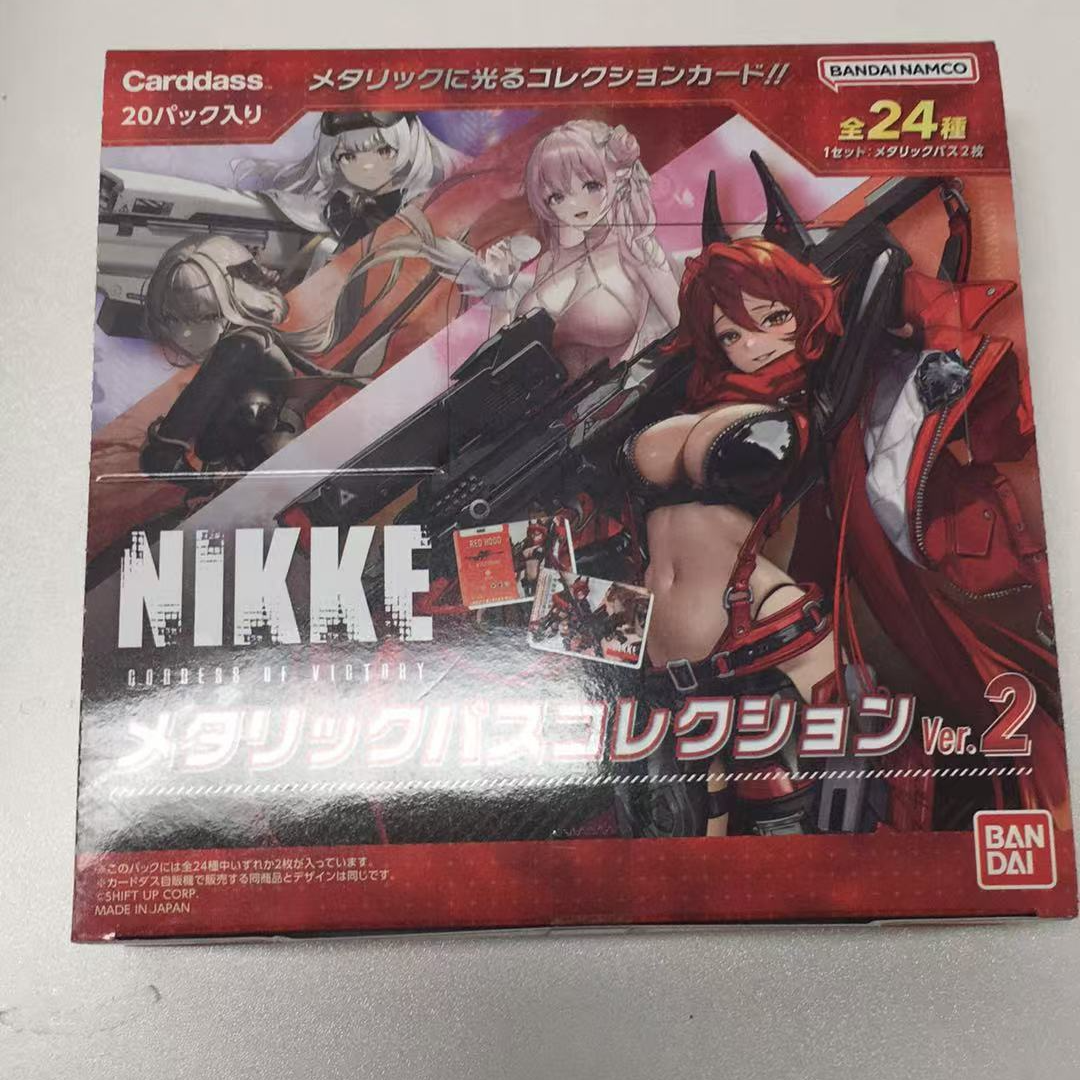 Carddass
20パック入り
メタリックに光るコレクションカード!!
BANDAI NAMCO
全24種
1セット:メタリックパス2枚
RED HOOD
NIKKE
NIKKE
GODDESS OF VICTORY
メタリックパスコレクション Ver.2
※このパックには全24種中いずれか2枚が入っています。
※カードダス自販機で販売する同商品とデザインは同じです。
©SHIFT UP CORP.
MADE IN JAPAN
BAN
DAI